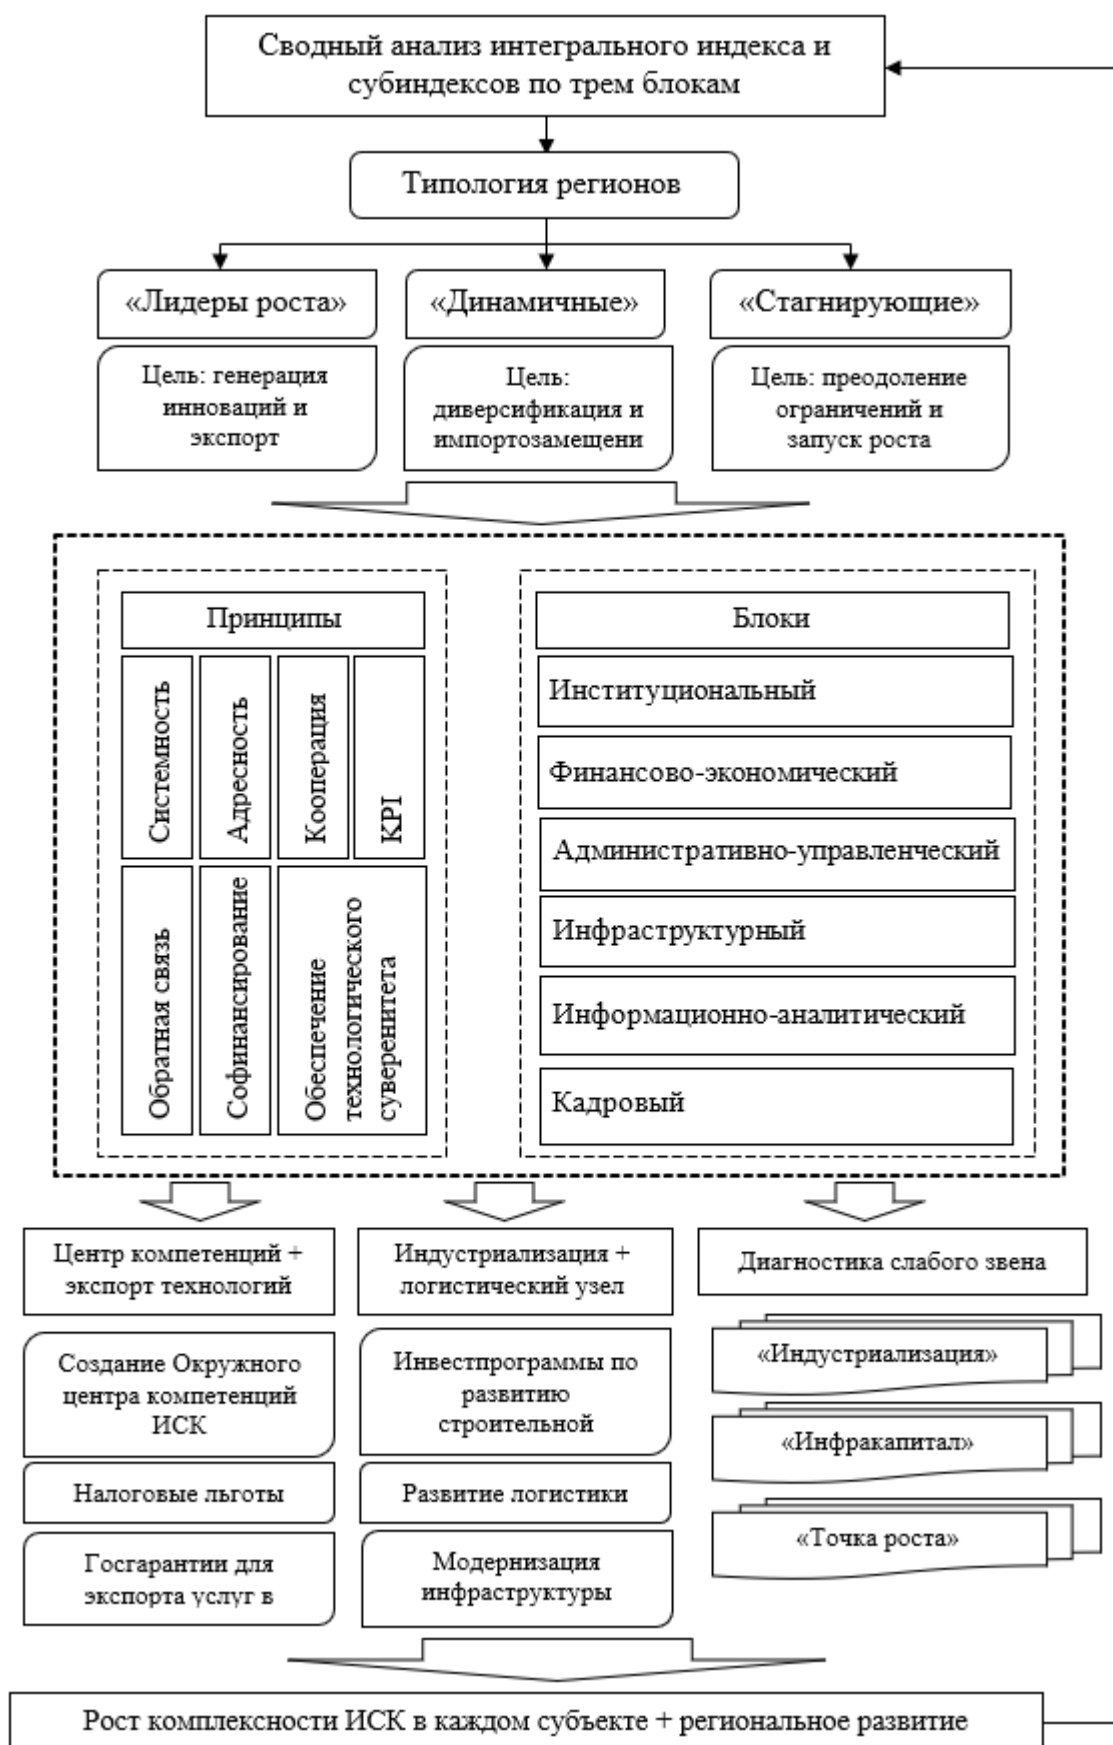 Сводный анализ интегрального индекса и
субиндексов по трем блокам
Типология регионов
«Лидеры роста»
«Динамичные»
«Стагнирующие»
Цель: генерация
инноваций и
экспорт
Цель:
диверсификация и
импортозамещени
Цель: преодоление
ограничений и
запуск роста
Принципы
Системность
Адресность
Кооперация
KPI
Обратная связь
Софинансирование
Обеспечение
технологического
суверенитета
Блоки
Институциональный
Финансово-экономический
Административно-управленческий
Инфраструктурный
Информационно-аналитический
Кадровый
Центр компетенций +
экспорт технологий
Создание Окружного
центра компетенций
ИСК
Налоговые льготы
Госгарантии для
экспорта услуг в
Индустриализация +
логистический узел
Инвестпрограммы по
развитию
строительной
Развитие логистики
Модернизация
инфраструктуры
Диагностика слабого звена
«Индустриализация»
«Инфракапитал»
«Точка роста»
Рост комплексности ИСК в каждом субъекте + региональное развитие